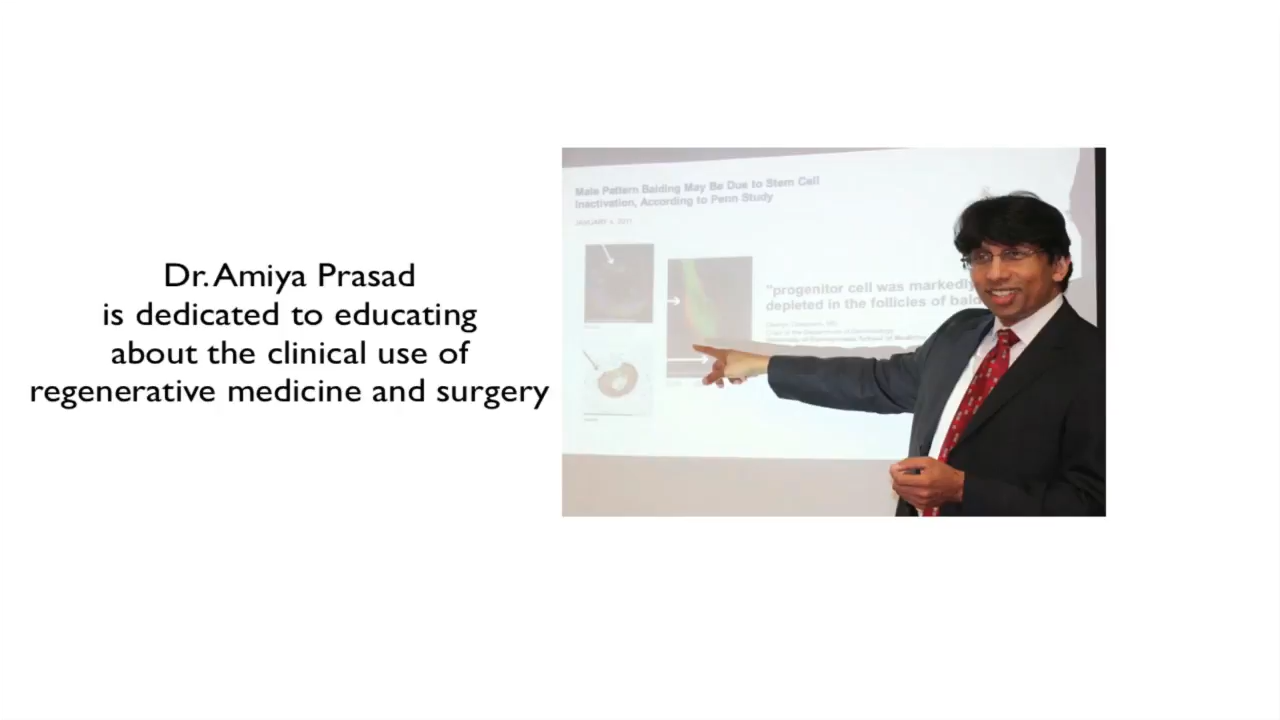 Dr. Amiya Prasad
is dedicated to educating
about the clinical use of
regenerative medicine and surgery
Male Pattern Balding May Be Due to Stem Cell
Inactivation, According to Penn Study
JANUARY 4, 2011
"progenitor cell was markedly
depleted in the follicles of bald